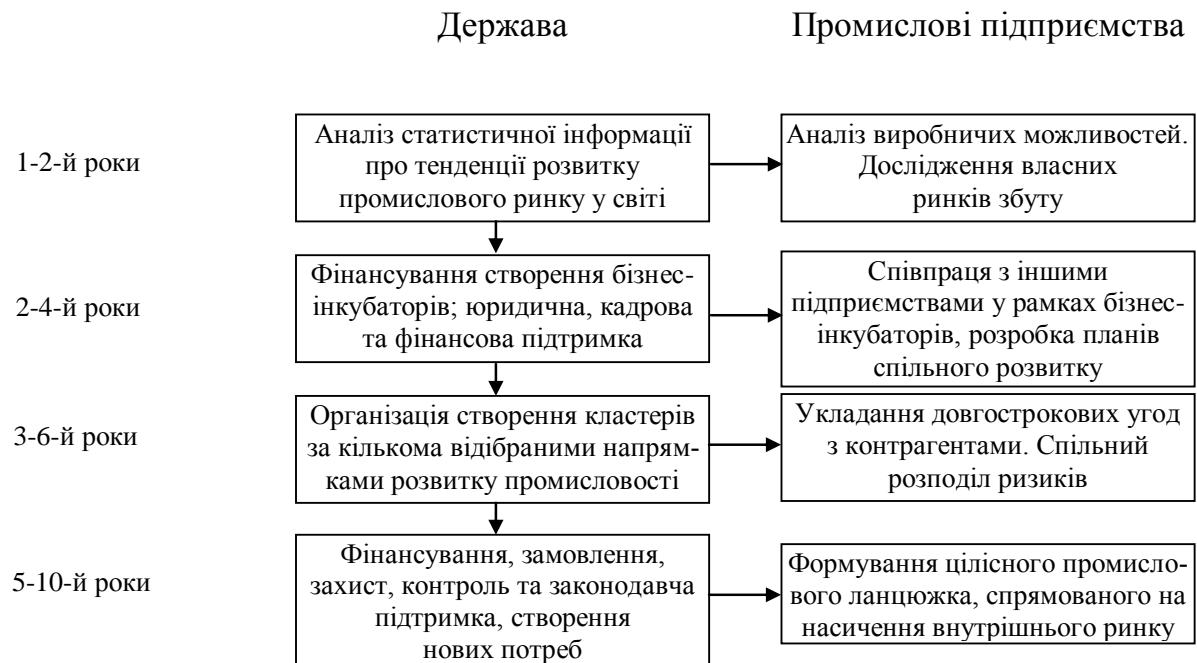 Держава
Промислові підприємства
1-2-й роки
Аналіз статистичної інформації
про тенденції розвитку
промислового ринку у світі
Аналіз виробничих можливостей.
Дослідження власних
ринків збуту
2-4-й роки
Фінансування створення бізнес-
інкубаторів; юридична, кадрова
та фінансова підтримка
Співпраця з іншими
підприємствами у рамках бізнес-
інкубаторів, розробка планів
спільного розвитку
3-6-й роки
Організація створення кластерів
за кількома відібраними напрям-
ками розвитку промисловості
Укладання довгострокових угод
з контрагентами. Спільний
розподіл ризиків
5-10-й роки
Фінансування, замовлення,
захист, контроль та законодавча
підтримка, створення
нових потреб
Формування цілісного промисло-
вого ланцюжка, спрямованого на
насичення внутрішнього ринку